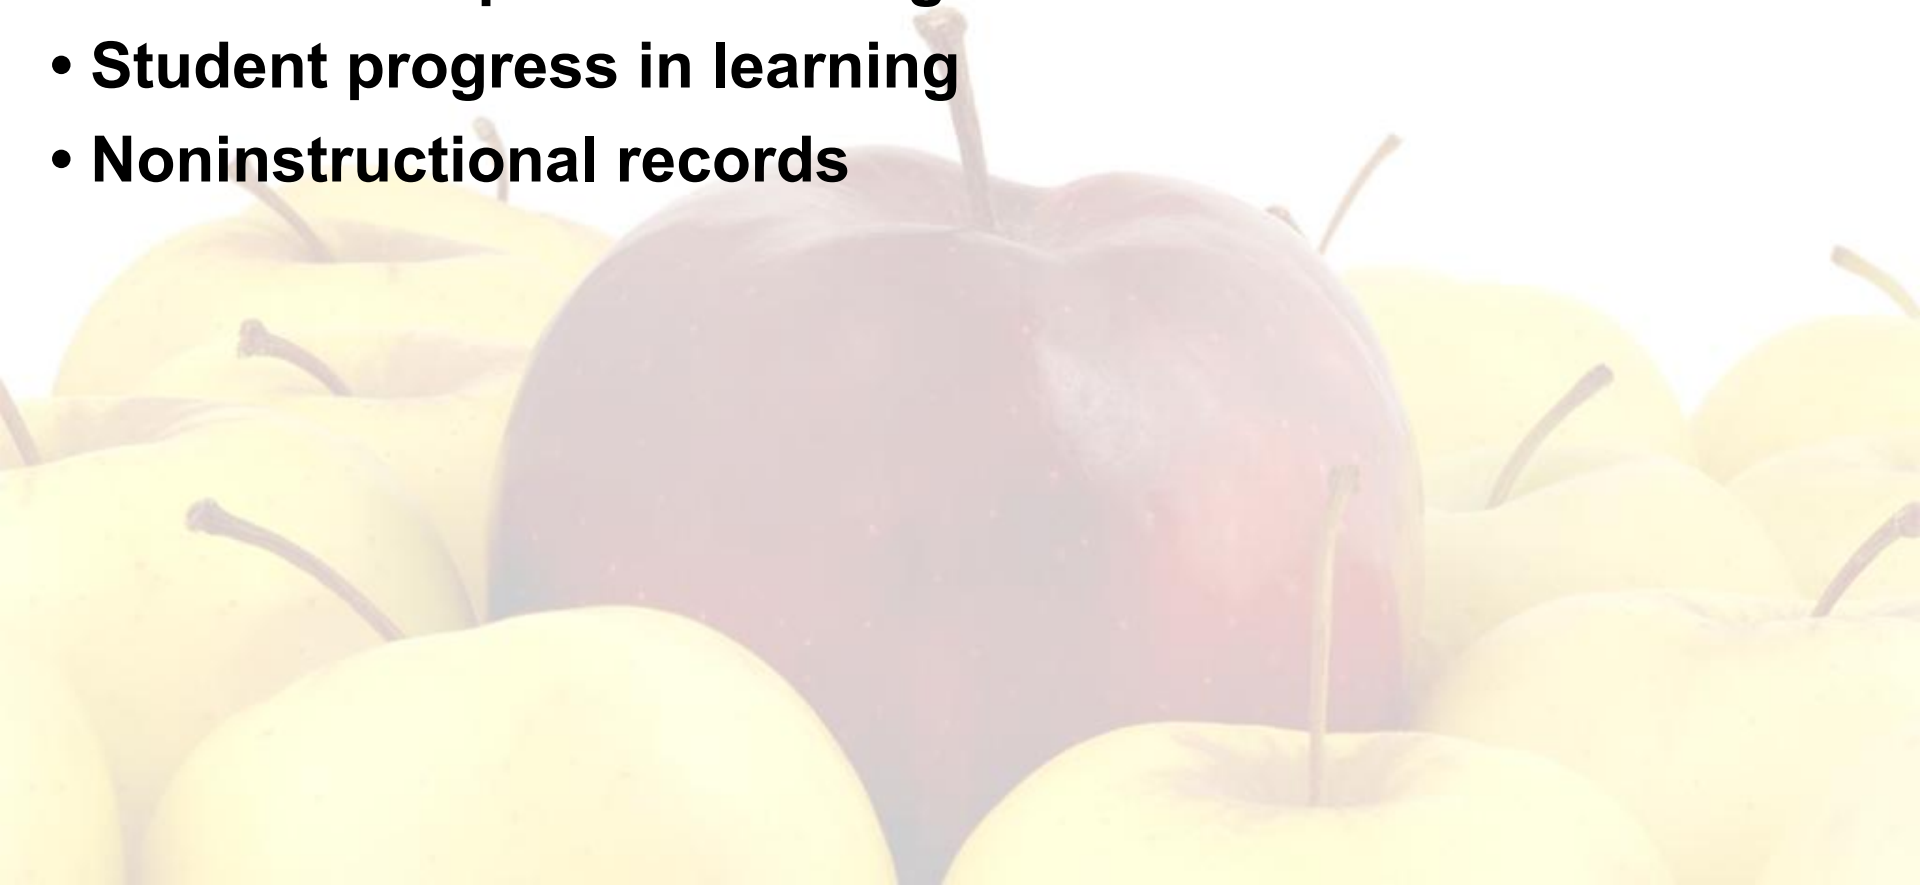 • Student progress in learning
• Noninstructional records